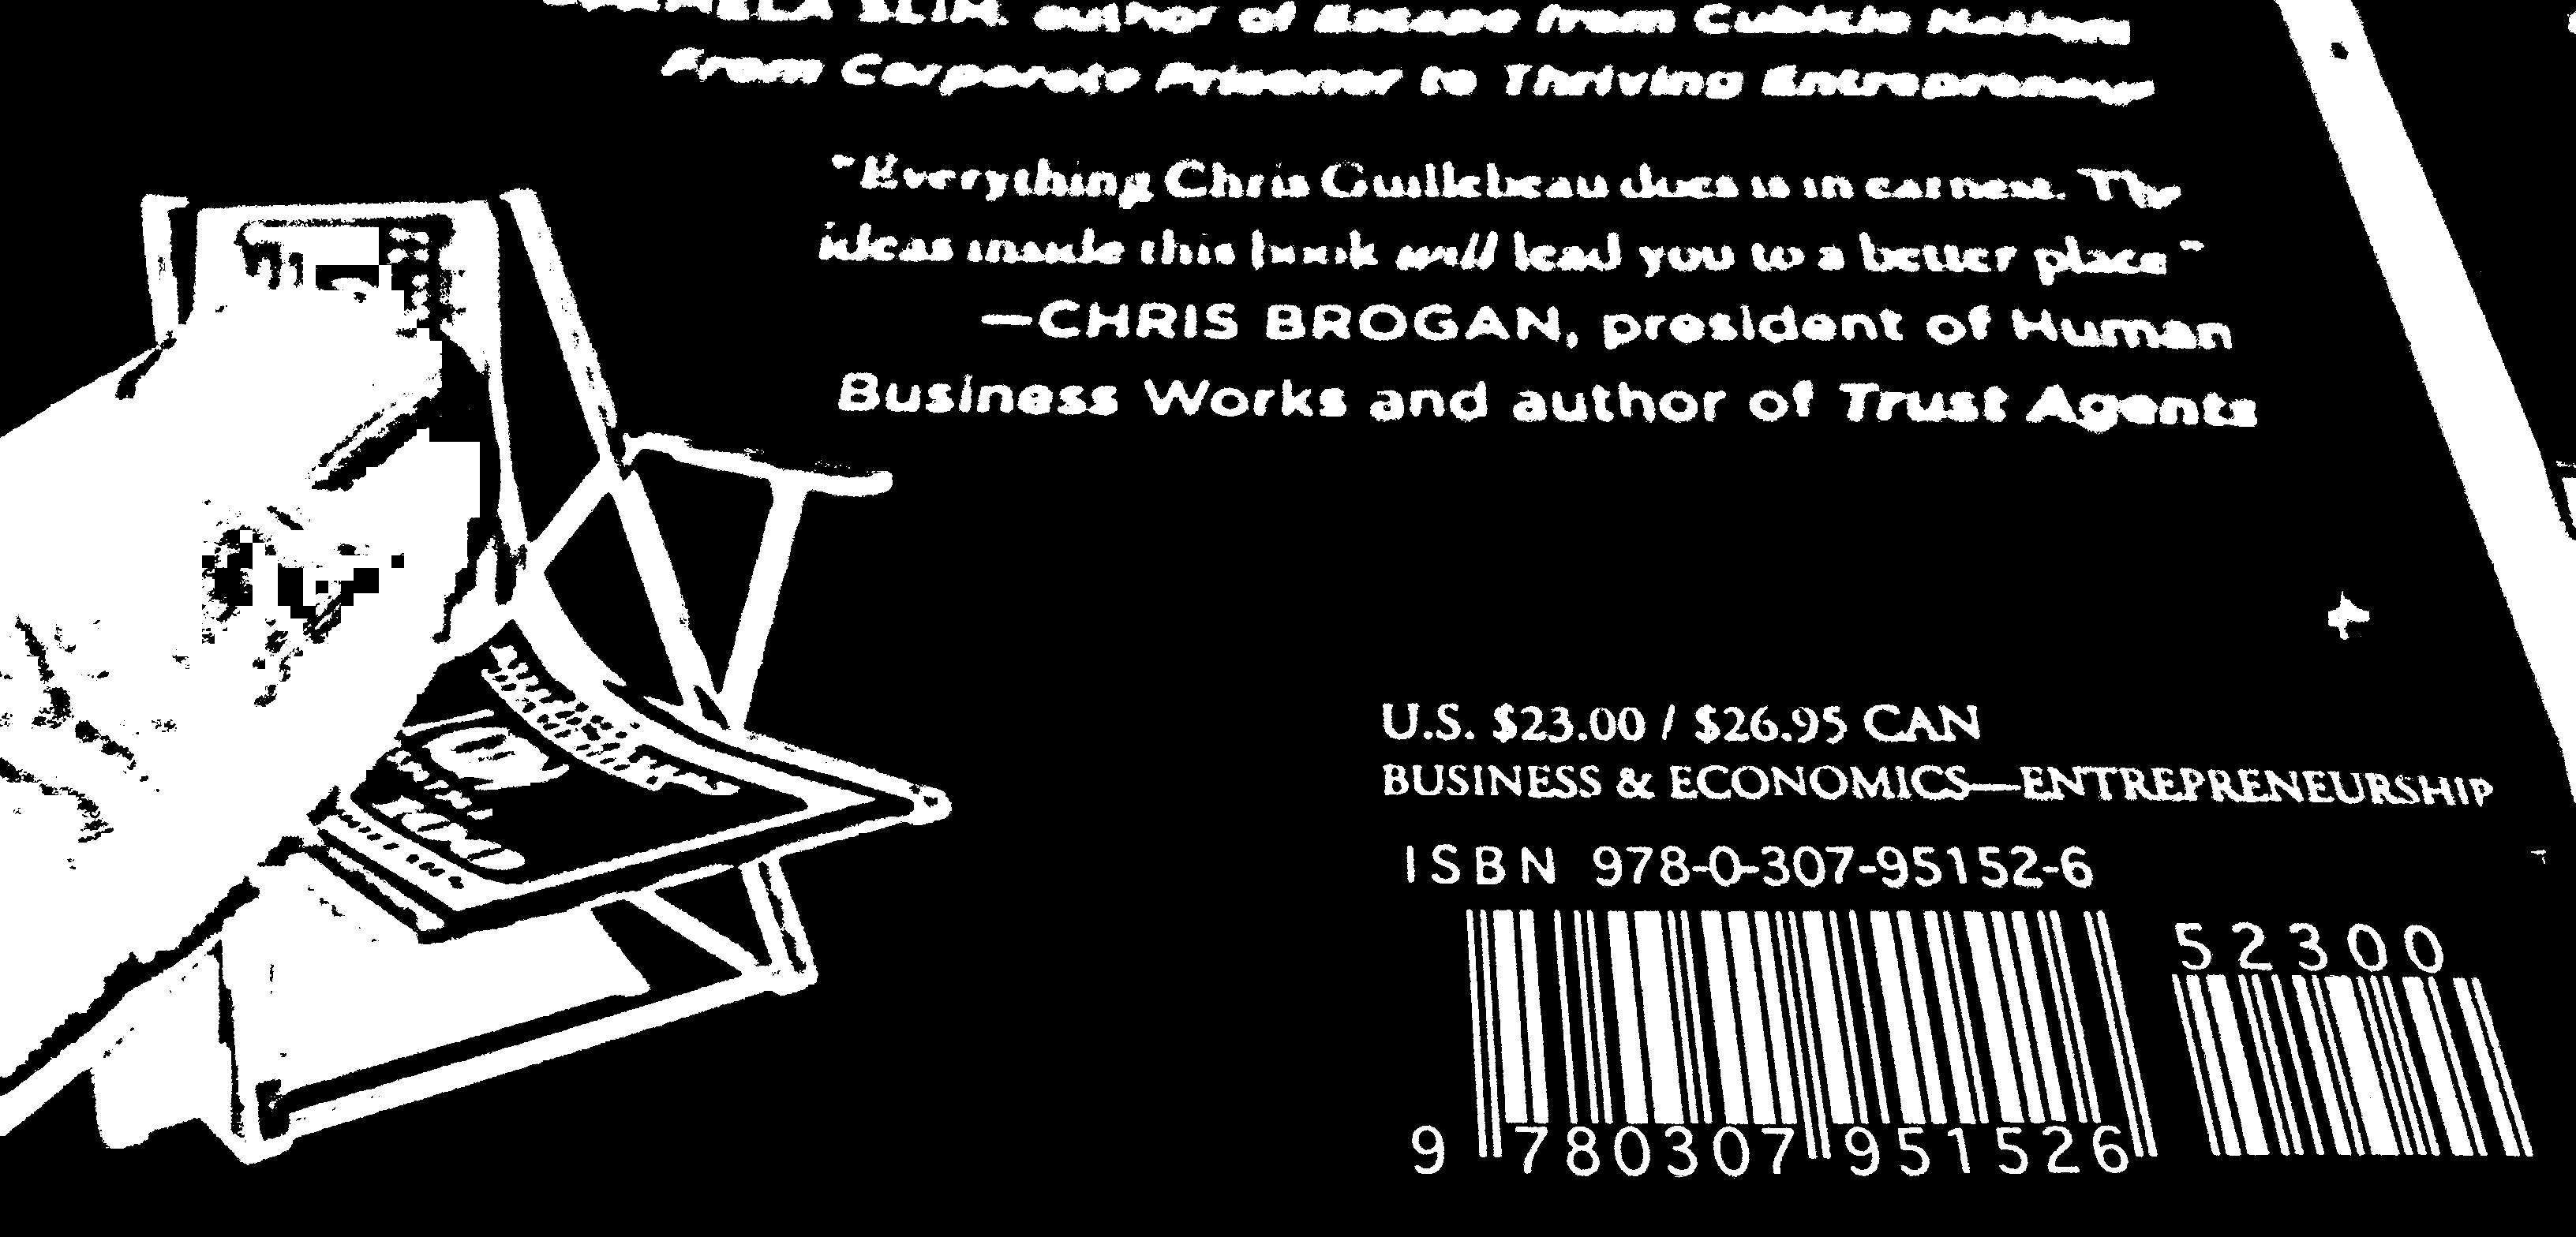 PAMELA SLIM, author of Escape from Cubicle Nation:
From Corporate Prisoner to Thriving Entrepreneur
"Everything Chris Guillebeau does is in earnest. The
ideas inside this book will lead you to a better place"
—CHRIS BROGAN, president of Human
Business Works and author of Trust Agents
U.S. $23.00 / $26.95 CAN
BUSINESS & ECONOMICS—ENTREPRENEURSHIP
ISBN 978-0-307-95152-6
52300
9 780307 951526